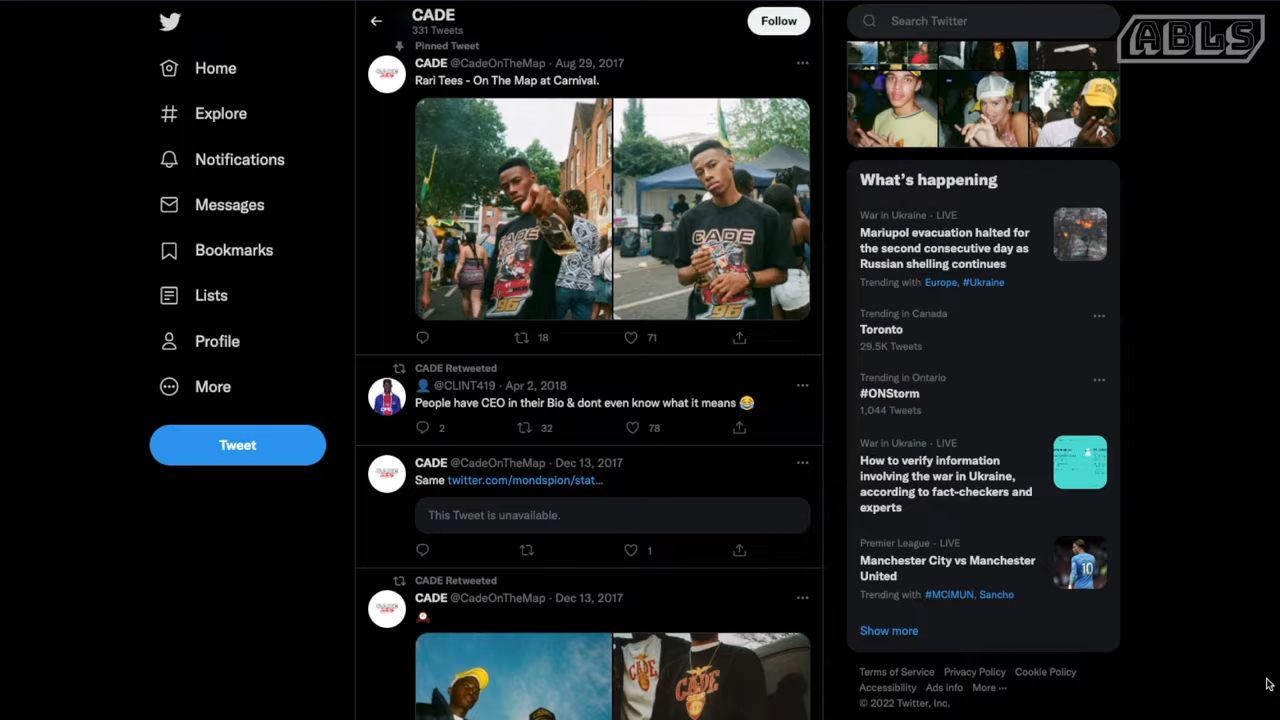 Home
Explore
Notifications
Messages
Bookmarks
Lists
Profile
More
Tweet
CADE
331 Tweets
Follow
Pinned Tweet
CADE @CadeOnTheMap · Aug 29, 2017
Rari Tees - On The Map at Carnival.
CADE
96
CADE
96
18
71
CADE Retweeted
@CLINT419 · Apr 2, 2018
People have CEO in their Bio & dont even know what it means 😂
2
32
78
CADE @CadeOnTheMap · Dec 13, 2017
Same twitter.com/mondspion/stat…
This Tweet is unavailable.
1
CADE Retweeted
CADE @CadeOnTheMap · Dec 13, 2017
CADE
CADE
Search Twitter
ABLS
What's happening
War in Ukraine · LIVE
Mariupol evacuation halted for
the second consecutive day as
Russian shelling continues
Trending with Europe, #Ukraine
Trending in Canada
Toronto
29.5K Tweets
Trending in Ontario
#ONStorm
1,044 Tweets
War in Ukraine · LIVE
How to verify information
involving the war in Ukraine,
according to fact-checkers and
experts
Premier League · LIVE
Manchester City vs Manchester
United
10
Trending with #MCIMUN, Sancho
Show more
Terms of Service Privacy Policy Cookie Policy
Accessibility Ads info More ···
© 2022 Twitter, Inc.